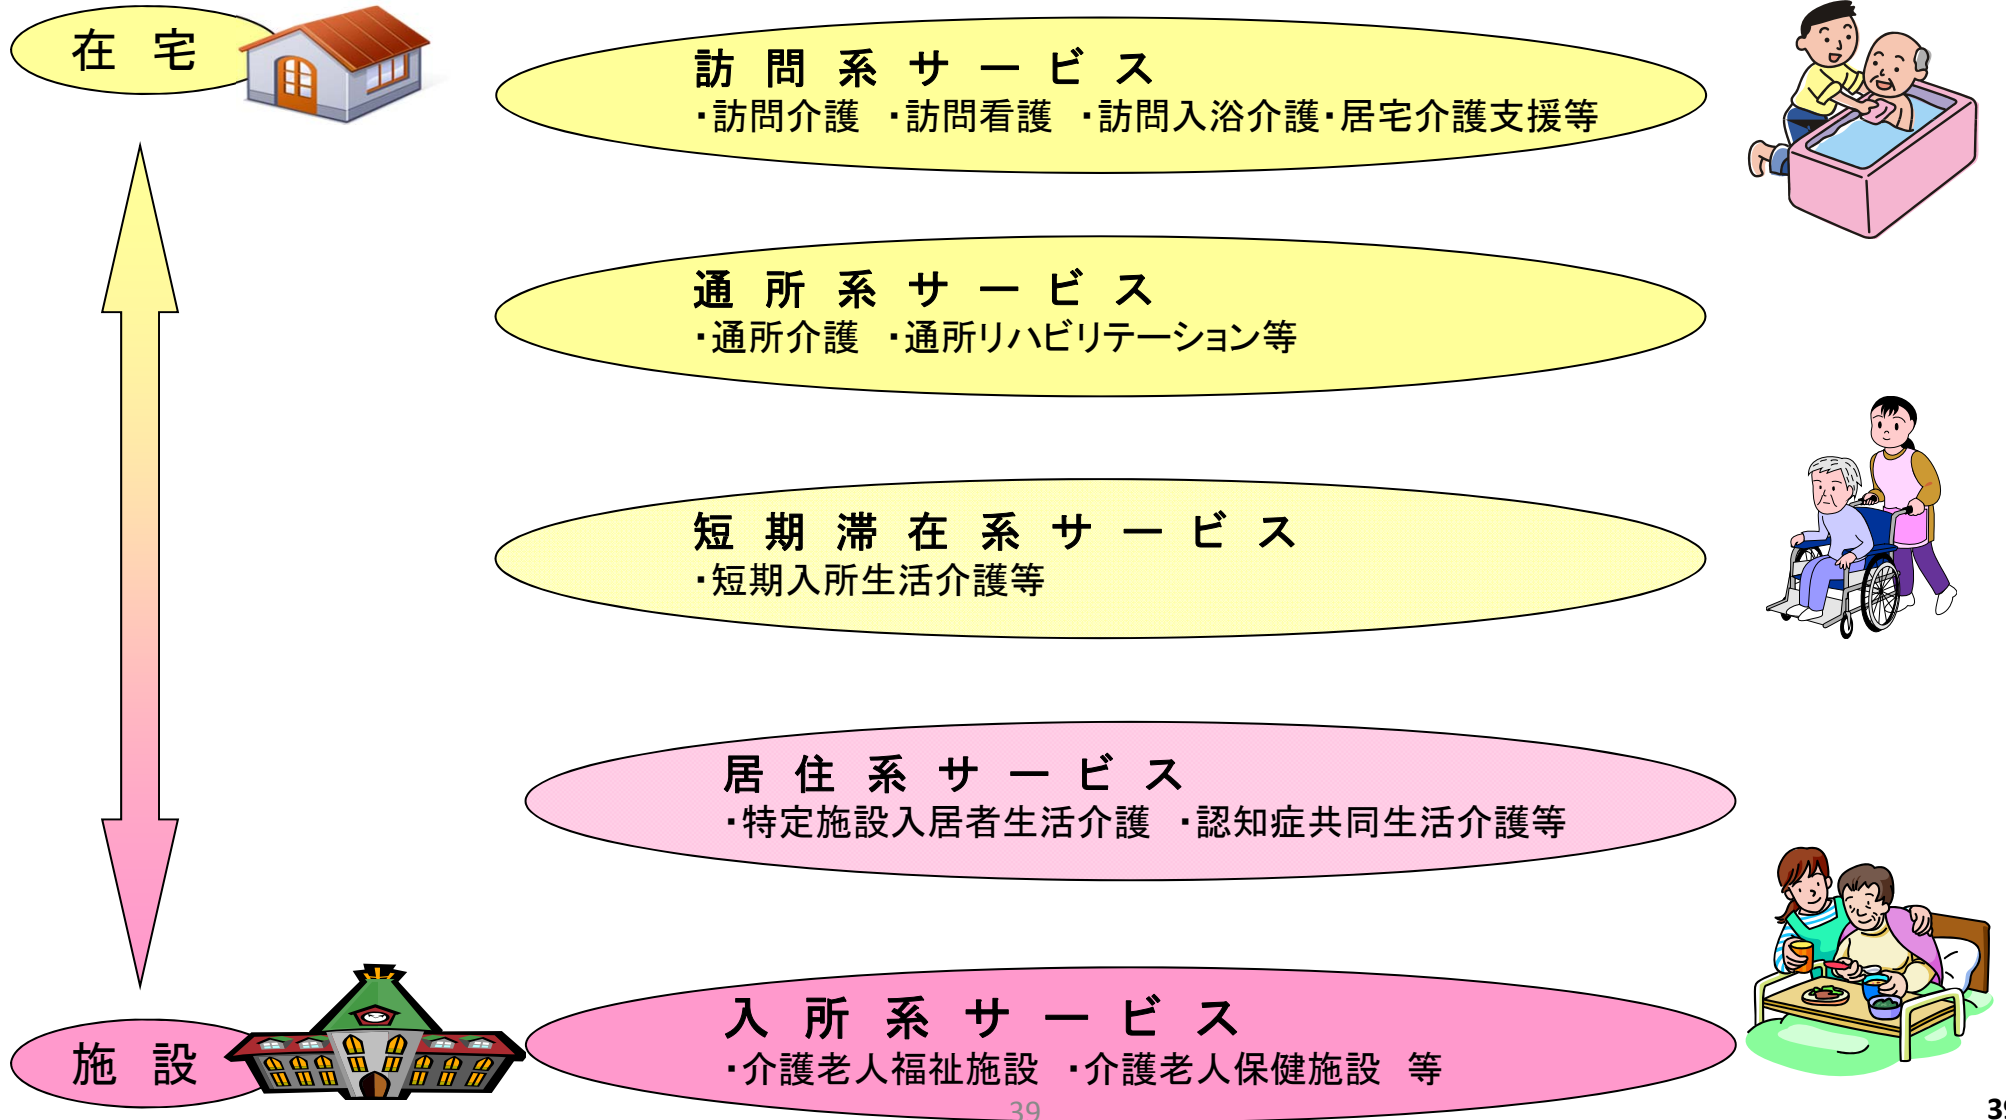 在　宅
訪　問　系　サ　ー　ビ　ス
・訪問介護　・訪問看護　・訪問入浴介護・居宅介護支援等
通　所　系　サ　ー　ビ　ス
・通所介護　・通所リハビリテーション等
短　期　滞　在　系　サ　ー　ビ　ス
・短期入所生活介護等
居　住　系　サ　ー　ビ　ス
・特定施設入居者生活介護　・認知症共同生活介護等
施　設
入　所　系　サ　ー　ビ　ス
・介護老人福祉施設　・介護老人保健施設　等
39
39